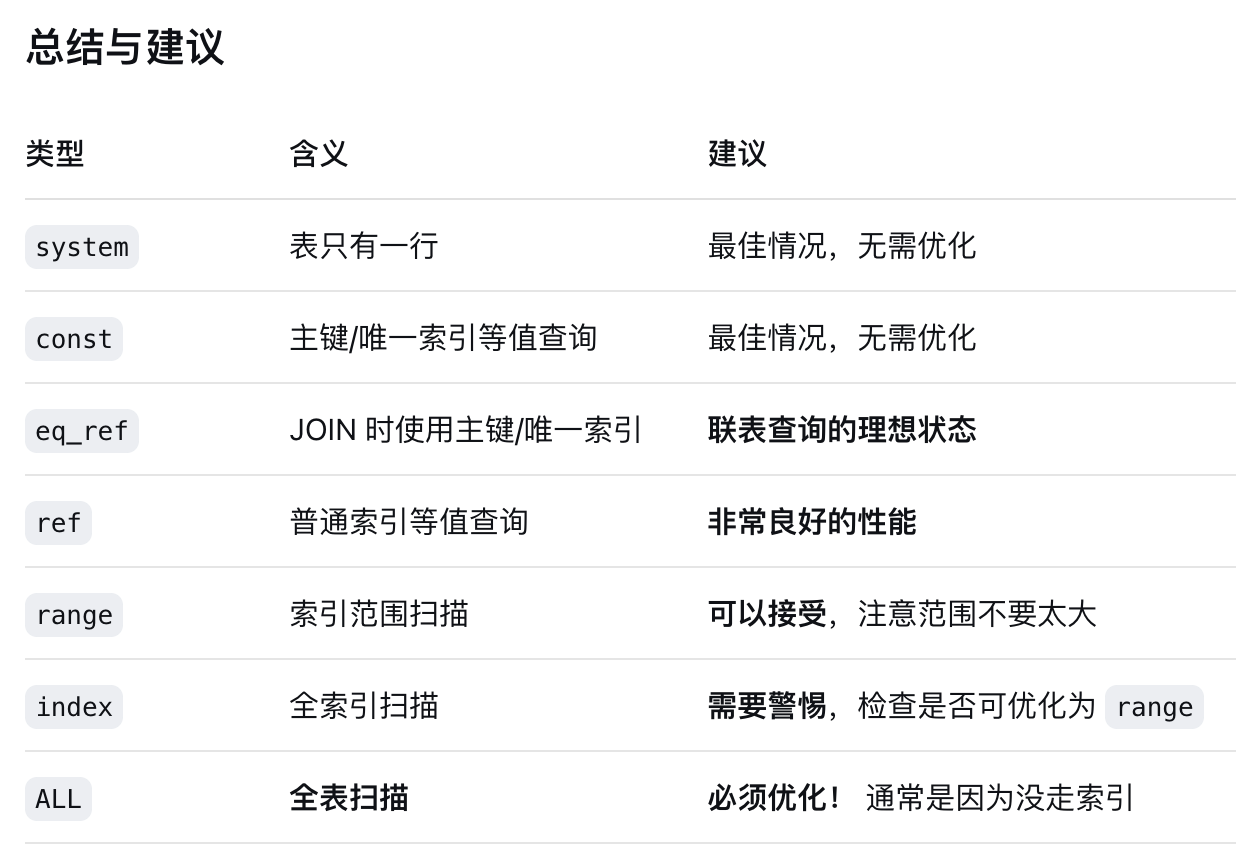 总结与建议
类型 含义 建议
system 表只有一行 最佳情况，无需优化
const 主键/唯一索引等值查询 最佳情况，无需优化
eq_ref JOIN 时使用主键/唯一索引 联表查询的理想状态
ref 普通索引等值查询 非常良好的性能
range 索引范围扫描 可以接受，注意范围不要太大
index 全索引扫描 需要警惕，检查是否可优化为 range
ALL 全表扫描 必须优化！ 通常是因为没走索引